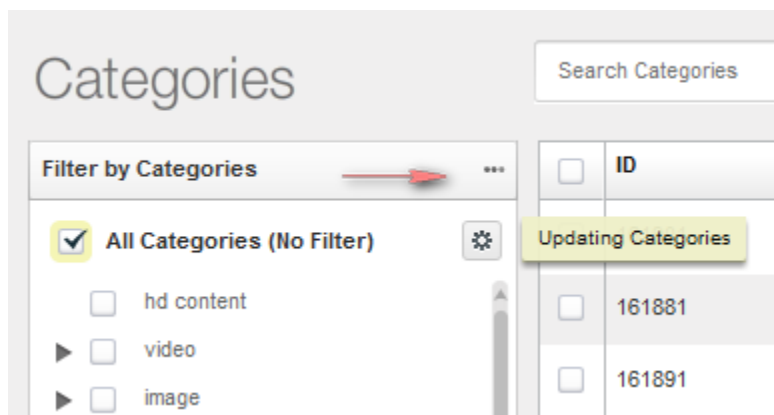 Categories
Search Categories
Filter by Categories
•••
ID
All Categories (No Filter)
Updating Categories
hd content
161881
video
161891
image